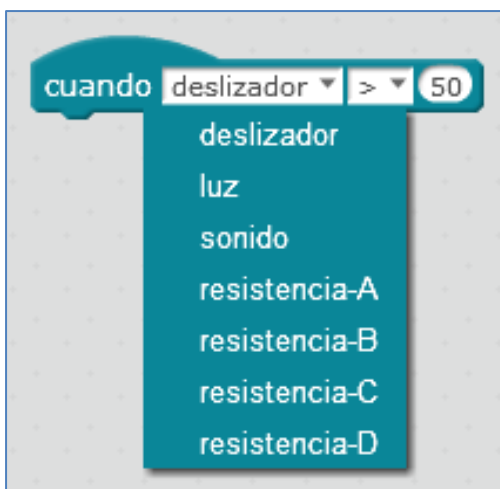 cuando deslizador > 50
deslizador
luz
sonido
resistencia-A
resistencia-B
resistencia-C
resistencia-D